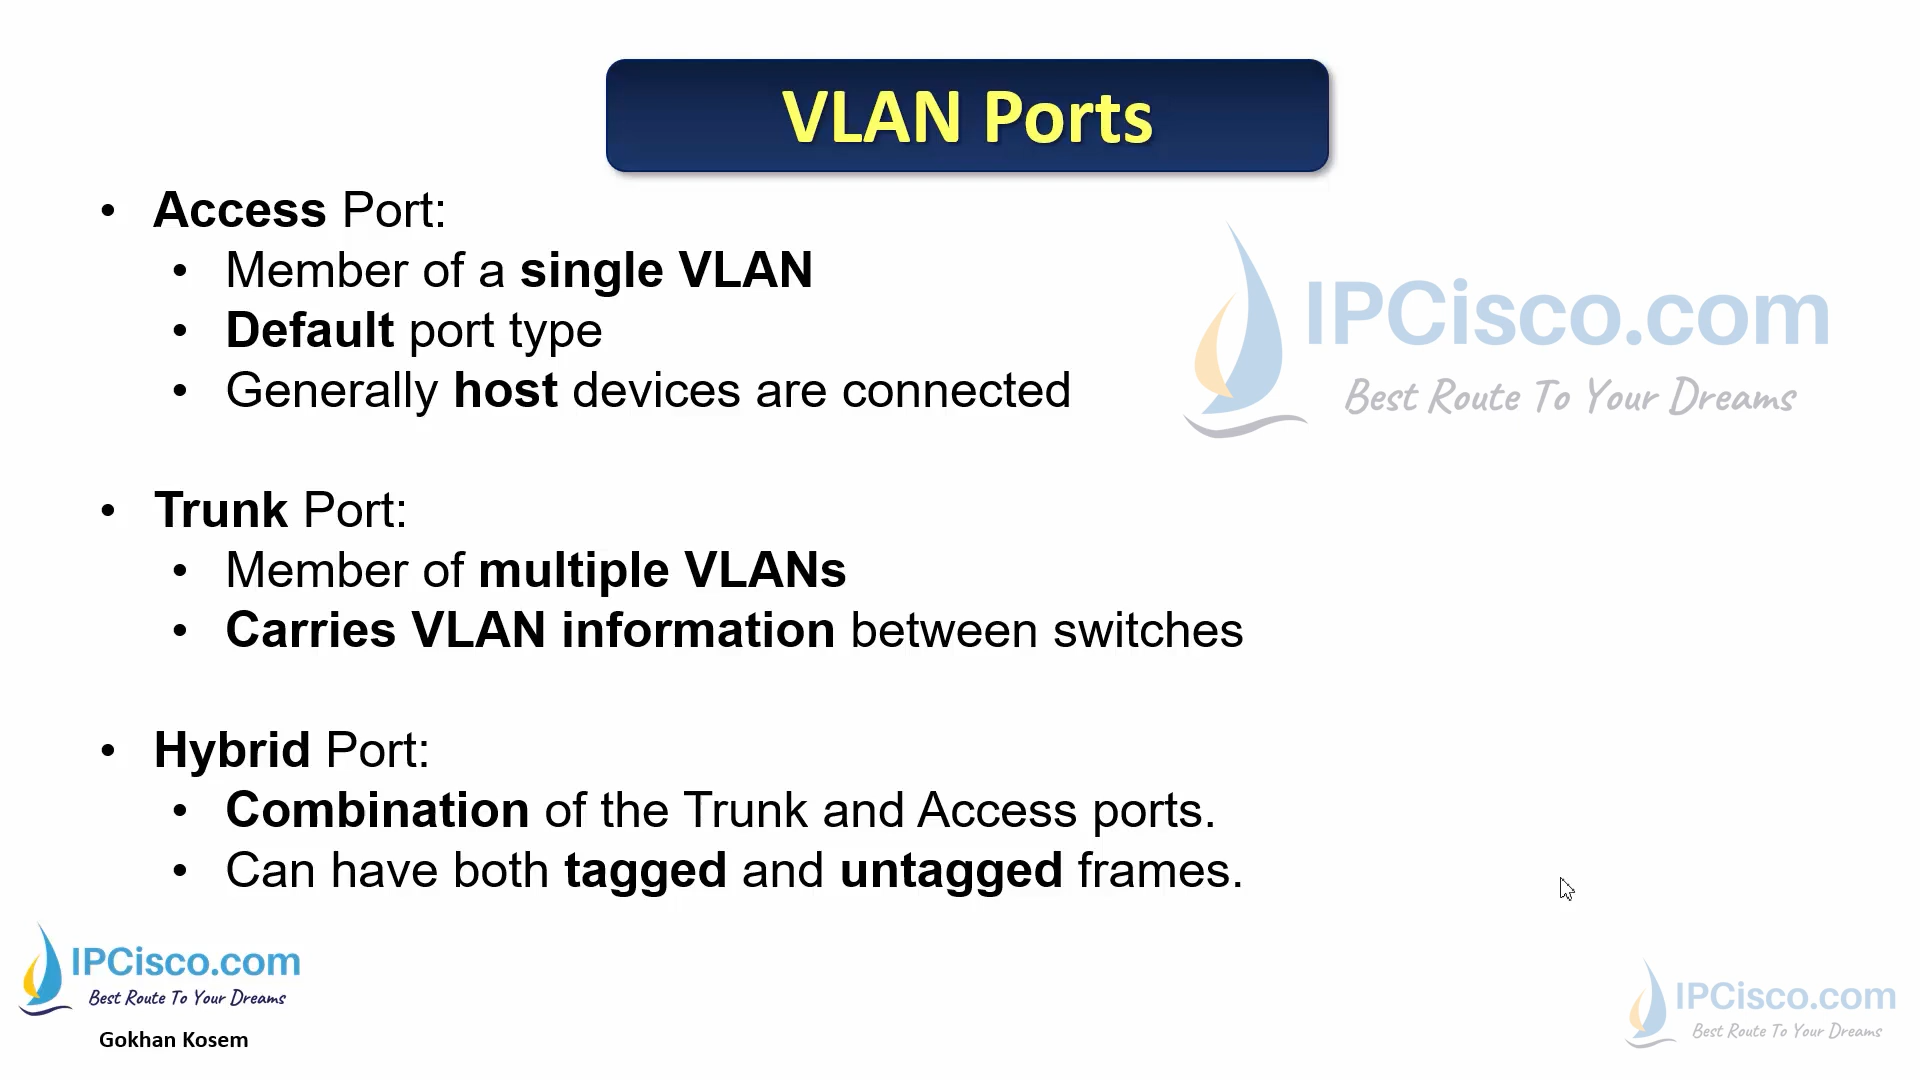 VLAN Ports
• Access Port:
• Member of a single VLAN
• Default port type
• Generally host devices are connected
IPCisco.com
Best Route To Your Dreams
• Trunk Port:
• Member of multiple VLANs
• Carries VLAN information between switches
• Hybrid Port:
• Combination of the Trunk and Access ports.
• Can have both tagged and untagged frames.
IPCisco.com
Best Route To Your Dreams
Gokhan Kosem
IPCisco.com
Best Route To Your Dreams